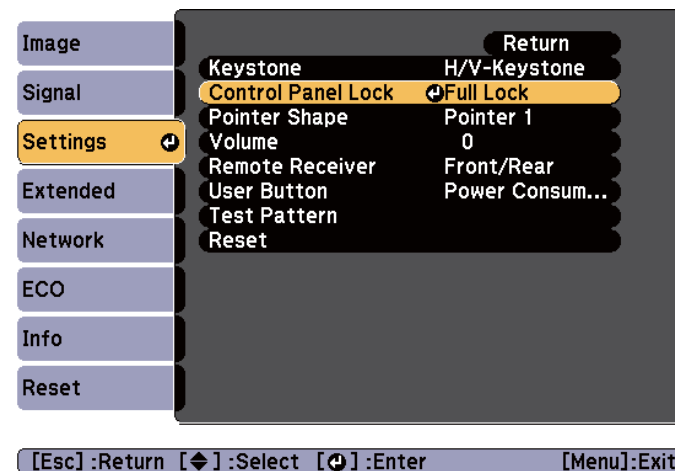 Image
Signal
Settings
Extended
Network
ECO
Info
Reset
Return
Keystone H/V-Keystone
Control Panel Lock Full Lock
Pointer Shape Pointer 1
Volume 0
Remote Receiver Front/Rear
User Button Power Consum...
Test Pattern
Reset
[Esc] :Return [◆] :Select [↵] :Enter [Menu]:Exit